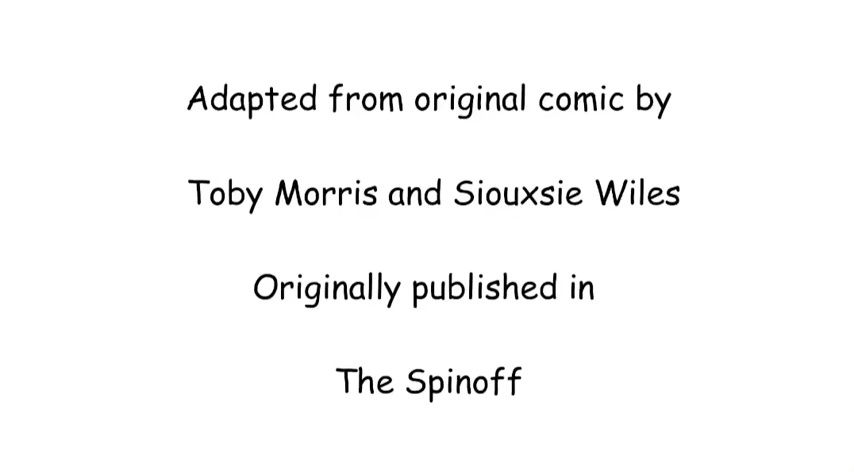 Adapted from original comic by
Toby Morris and Siouxsie Wiles
Originally published in
The Spinoff